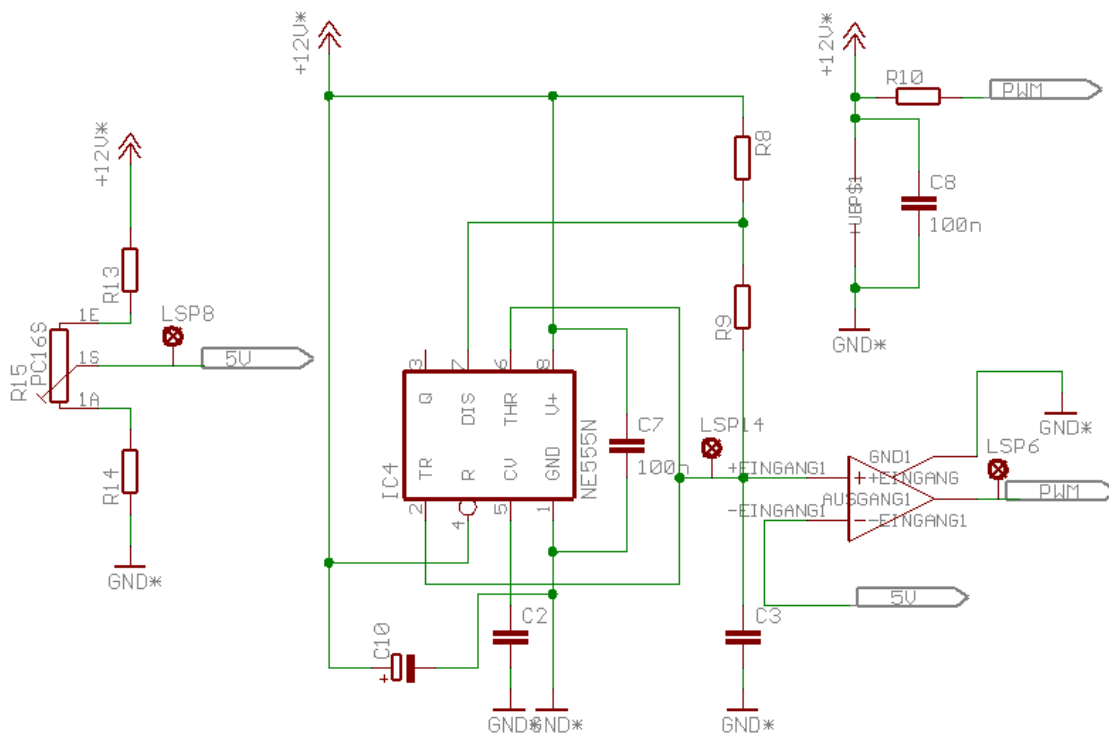 +12V*
R13
1E
LSP8
R15
PC16S
1S
5V
1A
R14
GND*
+12V*
R8
R9
3
7
6
8
Q
DIS
THR
V+
TR
R
CV
GND
IC4
NE555N
2
4
5
1
C7
100n
C10
+
C2
GND*
GND*
LSP14
C3
GND*
+12V*
R10
PWM
+UBP$1
C8
100n
GND*
GND*
GND1
LSP6
+EINGANG1
+
+EINGANG
AUSGANG1
PWM
-EINGANG1
-
-EINGANG1
5V